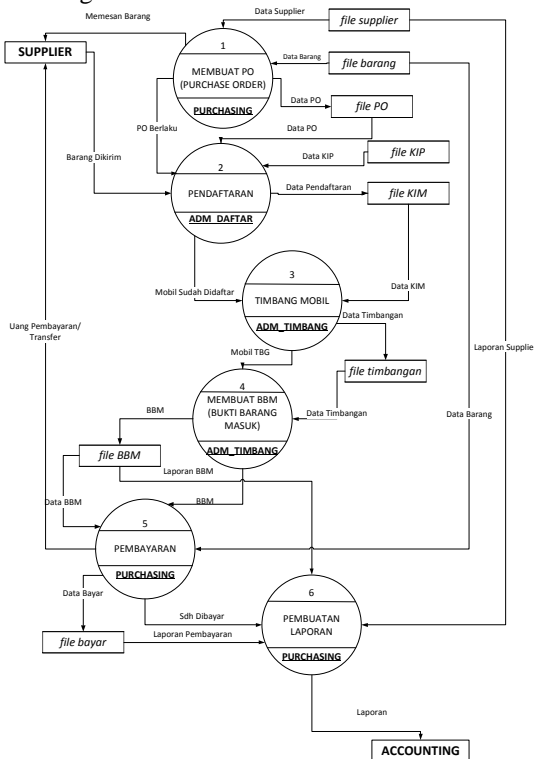 Memesan Barang
Data Supplier
file supplier
SUPPLIER
1
MEMBUAT PO
(PURCHASE ORDER)
PURCHASING
Data Barang
file barang
Data PO
file PO
PO Berlaku
Data PO
Data KIP
file KIP
Barang Dikirim
2
PENDAFTARAN
ADM_DAFTAR
Data Pendaftaran
file KIM
3
TIMBANG MOBIL
ADM_TIMBANG
Mobil Sudah Didaftar
Data KIM
Data Timbangan
Uang Pembayaran/
Transfer
Laporan Supplie
Mobil TBG
file timbangan
4
MEMBUAT BBM
(BUKTI BARANG
MASUK)
ADM_TIMBANG
BBM
Data Timbangan
Data Barang
file BBM
Laporan BBM
Data BBM
BBM
5
PEMBAYARAN
PURCHASING
Data Bayar
Sdh Dibayar
6
PEMBUATAN
LAPORAN
PURCHASING
file bayar
Laporan Pembayaran
Laporan
ACCOUNTING